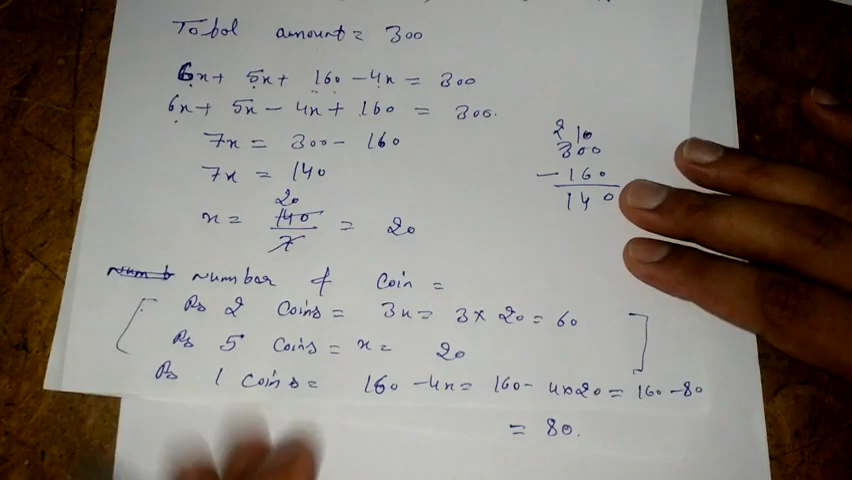 Total amount = 300
6x + 5x + 160 - 4x = 300
6x + 5x - 4x + 160 = 300.
7x = 300 - 160
7x = 140
x = 140/7 = 20
20
2 10
300
- 160
140
Number of Coin =
Rs 2 Coins = 3x = 3 × 20 = 60
Rs 5 Coins = x = 20
Rs 1 Coins = 160 - 4x = 160 - 4×20 = 160 - 80
= 80.